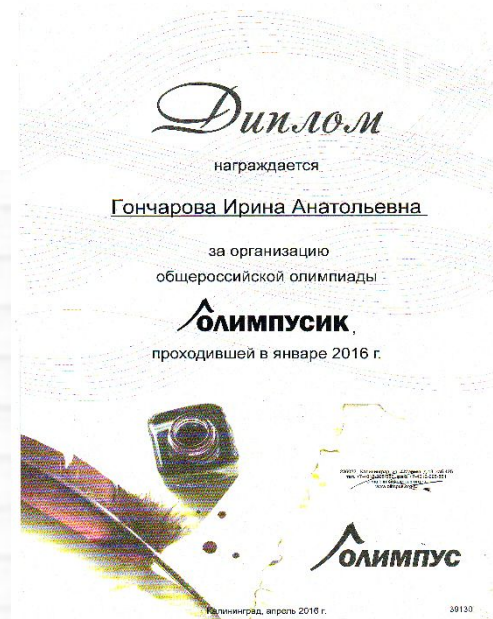 Диплом
награждается
Гончарова Ирина Анатольевна
за организацию
общероссийской олимпиады
Олимпусик,
проходившей в январе 2016 г.
Олимпус
Калининград, апрель 2016 г.
39130